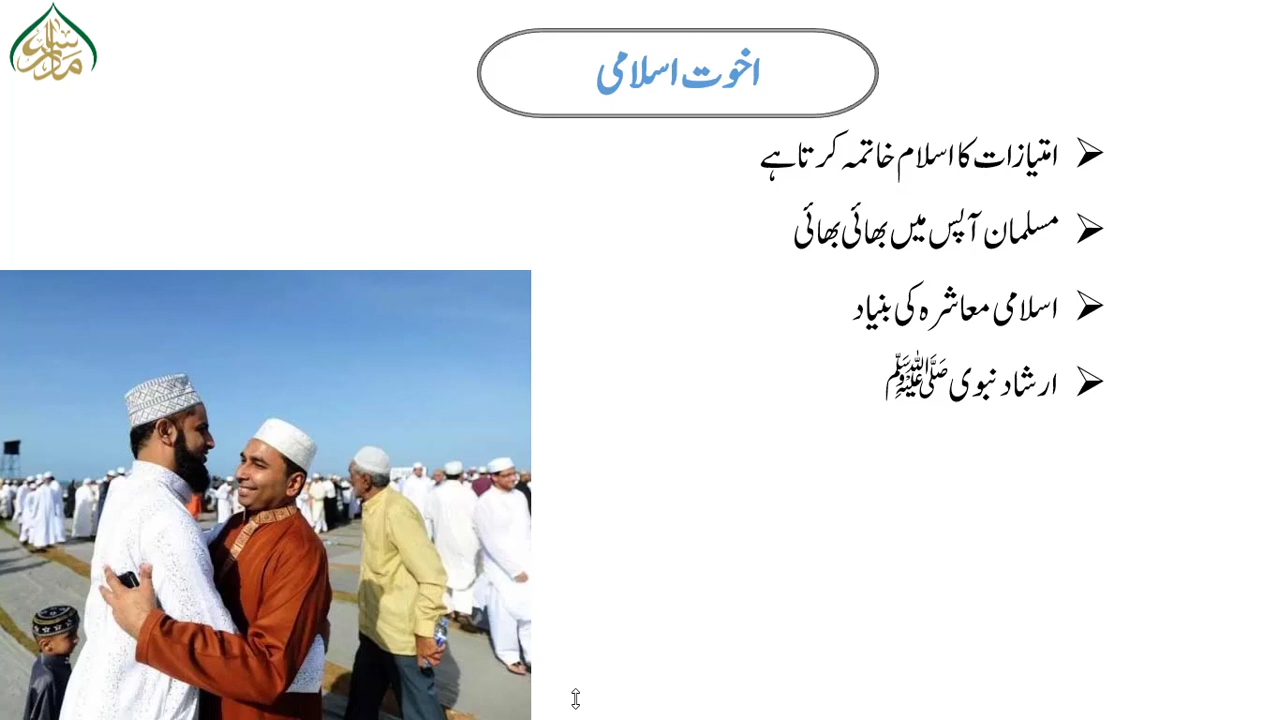 مدرسہ
اخوت اسلامی
امتیازات کا اسلام خاتمہ کرتا ہے
مسلمان آپس میں بھائی بھائی
اسلامی معاشرہ کی بنیاد
ارشاد نبوی ﷺ